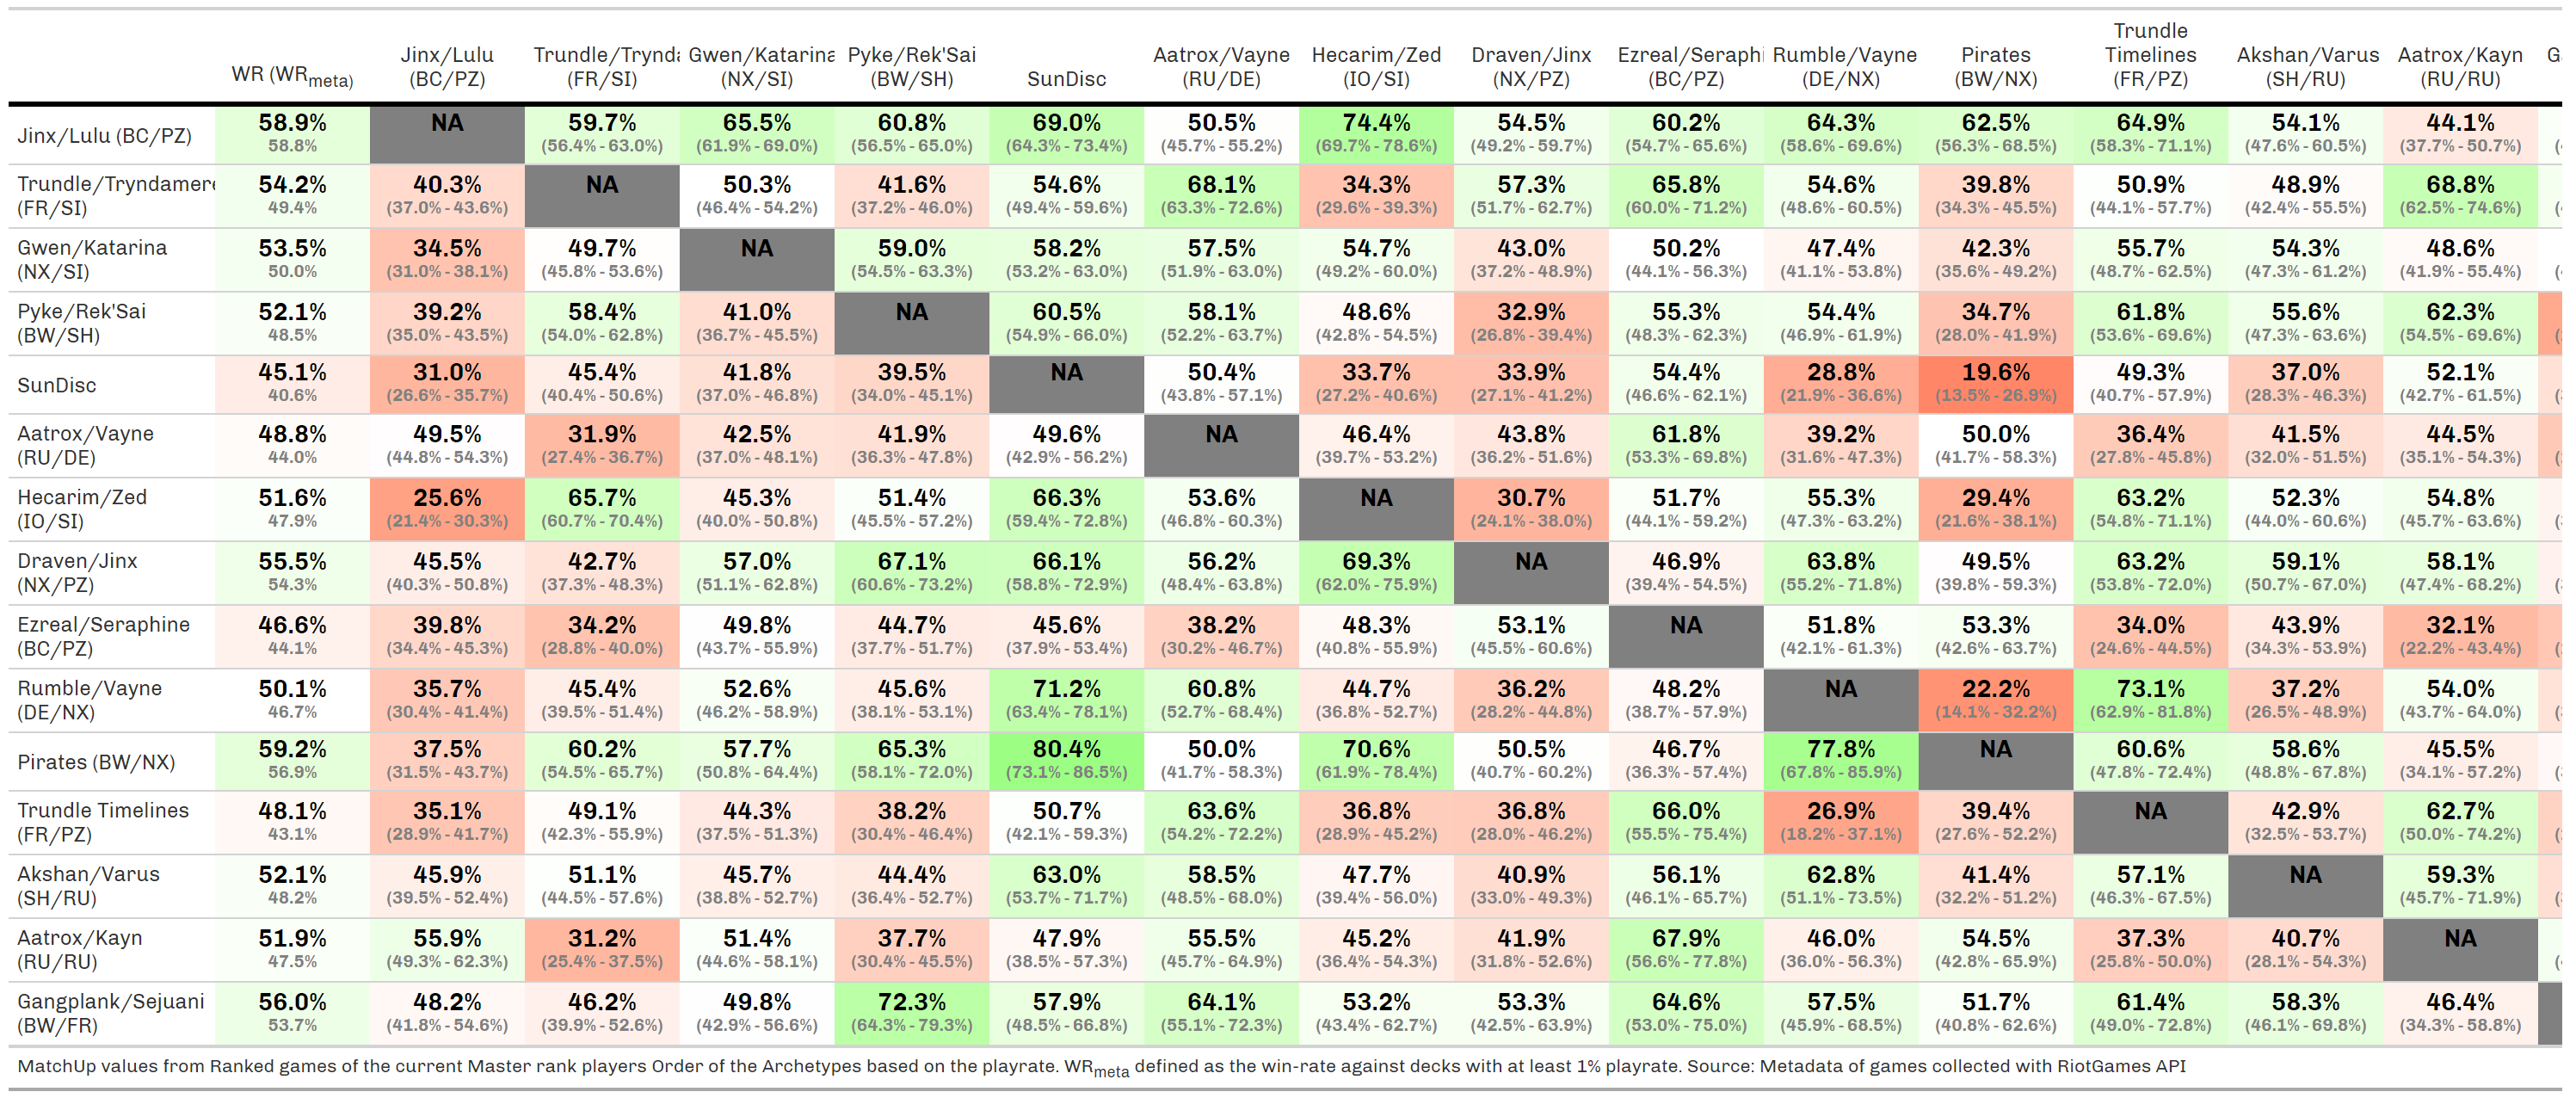 WR (WRmeta) Jinx/Lulu (BC/PZ) Trundle/Trynda (FR/SI) Gwen/Katarina (NX/SI) Pyke/Rek'Sai (BW/SH) SunDisc Aatrox/Vayne (RU/DE) Hecarim/Zed (IO/SI) Draven/Jinx (NX/PZ) Ezreal/Seraphi (BC/PZ) Rumble/Vayne (DE/NX) Pirates (BW/NX) Trundle Timelines (FR/PZ) Akshan/Varus (SH/RU) Aatrox/Kayn (RU/RU) G
Jinx/Lulu (BC/PZ) 58.9% NA 59.7% 65.5% 60.8% 69.0% 50.5% 74.4% 54.5% 60.2% 64.3% 62.5% 64.9% 54.1% 44.1%
58.8% (56.4% - 63.0%) (61.9% - 69.0%) (56.5% - 65.0%) (64.3% - 73.4%) (45.7% - 55.2%) (69.7% - 78.6%) (49.2% - 59.7%) (54.7% - 65.6%) (58.6% - 69.6%) (56.3% - 68.5%) (58.3% - 71.1%) (47.6% - 60.5%) (37.7% - 50.7%)
Trundle/Tryndamere 54.2% 40.3% NA 50.3% 41.6% 54.6% 68.1% 34.3% 57.3% 65.8% 54.6% 39.8% 50.9% 48.9% 68.8%
(FR/SI) 49.4% (37.0% - 43.6%) (46.4% - 54.2%) (37.2% - 46.0%) (49.4% - 59.6%) (63.3% - 72.6%) (29.6% - 39.3%) (51.7% - 62.7%) (60.0% - 71.2%) (48.6% - 60.5%) (34.3% - 45.5%) (44.1% - 57.7%) (42.4% - 55.5%) (62.5% - 74.6%)
Gwen/Katarina 53.5% 34.5% 49.7% NA 59.0% 58.2% 57.5% 54.7% 43.0% 50.2% 47.4% 42.3% 55.7% 54.3% 48.6%
(NX/SI) 50.0% (31.0% - 38.1%) (45.8% - 53.6%) (54.5% - 63.3%) (53.2% - 63.0%) (51.9% - 63.0%) (49.2% - 60.0%) (37.2% - 48.9%) (44.1% - 56.3%) (41.1% - 53.8%) (35.6% - 49.2%) (48.7% - 62.5%) (47.3% - 61.2%) (41.9% - 55.4%)
Pyke/Rek'Sai 52.1% 39.2% 58.4% 41.0% NA 60.5% 58.1% 48.6% 32.9% 55.3% 54.4% 34.7% 61.8% 55.6% 62.3%
(BW/SH) 48.5% (35.0% - 43.5%) (54.0% - 62.8%) (36.7% - 45.5%) (54.9% - 66.0%) (52.2% - 63.7%) (42.8% - 54.5%) (26.8% - 39.4%) (48.3% - 62.3%) (46.9% - 61.9%) (28.0% - 41.9%) (53.6% - 69.6%) (47.3% - 63.6%) (54.5% - 69.6%)
SunDisc 45.1% 31.0% 45.4% 41.8% 39.5% NA 50.4% 33.7% 33.9% 54.4% 28.8% 19.6% 49.3% 37.0% 52.1%
40.6% (26.6% - 35.7%) (40.4% - 50.6%) (37.0% - 46.8%) (34.0% - 45.1%) (43.8% - 57.1%) (27.2% - 40.6%) (27.1% - 41.2%) (46.6% - 62.1%) (21.9% - 36.6%) (13.5% - 26.9%) (40.7% - 57.9%) (28.3% - 46.3%) (42.7% - 61.5%)
Aatrox/Vayne 48.8% 49.5% 31.9% 42.5% 41.9% 49.6% NA 46.4% 43.8% 61.8% 39.2% 50.0% 36.4% 41.5% 44.5%
(RU/DE) 44.0% (44.8% - 54.3%) (27.4% - 36.7%) (37.0% - 48.1%) (36.3% - 47.8%) (42.9% - 56.2%) (39.7% - 53.2%) (36.2% - 51.6%) (53.3% - 69.8%) (31.6% - 47.3%) (41.7% - 58.3%) (27.8% - 45.8%) (32.0% - 51.5%) (35.1% - 54.3%)
Hecarim/Zed 51.6% 25.6% 65.7% 45.3% 51.4% 66.3% 53.6% NA 30.7% 51.7% 55.3% 29.4% 63.2% 52.3% 54.8%
(IO/SI) 47.9% (21.4% - 30.3%) (60.7% - 70.4%) (40.0% - 50.8%) (45.5% - 57.2%) (59.4% - 72.8%) (46.8% - 60.3%) (24.1% - 38.0%) (44.1% - 59.2%) (47.3% - 63.2%) (21.6% - 38.1%) (54.8% - 71.1%) (44.0% - 60.6%) (45.7% - 63.6%)
Draven/Jinx 55.5% 45.5% 42.7% 57.0% 67.1% 66.1% 56.2% 69.3% NA 46.9% 63.8% 49.5% 63.2% 59.1% 58.1%
(NX/PZ) 54.3% (40.3% - 50.8%) (37.3% - 48.3%) (51.1% - 62.8%) (60.6% - 73.2%) (58.8% - 72.9%) (48.4% - 63.8%) (62.0% - 75.9%) (39.4% - 54.5%) (55.2% - 71.8%) (39.8% - 59.3%) (53.8% - 72.0%) (50.7% - 67.0%) (47.4% - 68.2%)
Ezreal/Seraphine 46.6% 39.8% 34.2% 49.8% 44.7% 45.6% 38.2% 48.3% 53.1% NA 51.8% 53.3% 34.0% 43.9% 32.1%
(BC/PZ) 44.1% (34.4% - 45.3%) (28.8% - 40.0%) (43.7% - 55.9%) (37.7% - 51.7%) (37.9% - 53.4%) (30.2% - 46.7%) (40.8% - 55.9%) (45.5% - 60.6%) (42.1% - 61.3%) (42.6% - 63.7%) (24.6% - 44.5%) (34.3% - 53.9%) (22.2% - 43.4%)
Rumble/Vayne 50.1% 35.7% 45.4% 52.6% 45.6% 71.2% 60.8% 44.7% 36.2% 48.2% NA 22.2% 73.1% 37.2% 54.0%
(DE/NX) 46.7% (30.4% - 41.4%) (39.5% - 51.4%) (46.2% - 58.9%) (38.1% - 53.1%) (63.4% - 78.1%) (52.7% - 68.4%) (36.8% - 52.7%) (28.2% - 44.8%) (38.7% - 57.9%) (14.1% - 32.2%) (62.9% - 81.8%) (26.5% - 48.9%) (43.7% - 64.0%)
Pirates (BW/NX) 59.2% 37.5% 60.2% 57.7% 65.3% 80.4% 50.0% 70.6% 50.5% 46.7% 77.8% NA 60.6% 58.6% 45.5%
56.9% (31.5% - 43.7%) (54.5% - 65.7%) (50.8% - 64.4%) (58.1% - 72.0%) (73.1% - 86.5%) (41.7% - 58.3%) (61.9% - 78.4%) (40.7% - 60.2%) (36.3% - 57.4%) (67.8% - 85.9%) (47.8% - 72.4%) (48.8% - 67.8%) (34.1% - 57.2%)
Trundle Timelines 48.1% 35.1% 49.1% 44.3% 38.2% 50.7% 63.6% 36.8% 36.8% 66.0% 26.9% 39.4% NA 42.9% 62.7%
(FR/PZ) 43.1% (28.9% - 41.7%) (42.3% - 55.9%) (37.5% - 51.3%) (30.4% - 46.4%) (42.1% - 59.3%) (54.2% - 72.2%) (28.9% - 45.2%) (28.0% - 46.2%) (55.5% - 75.4%) (18.2% - 37.1%) (27.6% - 52.2%) (32.5% - 53.7%) (50.0% - 74.2%)
Akshan/Varus 52.1% 45.9% 51.1% 45.7% 44.4% 63.0% 58.5% 47.7% 40.9% 56.1% 62.8% 41.4% 57.1% NA 59.3%
(SH/RU) 48.2% (39.5% - 52.4%) (44.5% - 57.6%) (38.8% - 52.7%) (36.4% - 52.7%) (53.7% - 71.7%) (48.5% - 68.0%) (39.4% - 56.0%) (33.0% - 49.3%) (46.1% - 65.7%) (51.1% - 73.5%) (32.2% - 51.2%) (46.3% - 67.5%) (45.7% - 71.9%)
Aatrox/Kayn 51.9% 55.9% 31.2% 51.4% 37.7% 47.9% 55.5% 45.2% 41.9% 67.9% 46.0% 54.5% 37.3% 40.7% NA
(RU/RU) 47.5% (49.3% - 62.3%) (25.4% - 37.5%) (44.6% - 58.1%) (30.4% - 45.5%) (38.5% - 57.3%) (45.7% - 64.9%) (36.4% - 54.3%) (31.8% - 52.6%) (56.6% - 77.8%) (36.0% - 56.3%) (42.8% - 65.9%) (25.8% - 50.0%) (28.1% - 54.3%)
Gangplank/Sejuani 56.0% 48.2% 46.2% 49.8% 72.3% 57.9% 64.1% 53.2% 53.3% 64.6% 57.5% 51.7% 61.4% 58.3% 46.4%
(BW/FR) 53.7% (41.8% - 54.6%) (39.9% - 52.6%) (42.9% - 56.6%) (64.3% - 79.3%) (48.5% - 66.8%) (55.1% - 72.3%) (43.4% - 62.7%) (42.5% - 63.9%) (53.0% - 75.0%) (45.9% - 68.5%) (40.8% - 62.6%) (49.0% - 72.8%) (46.1% - 69.8%) (34.3% - 58.8%)
MatchUp values from Ranked games of the current Master rank players Order of the Archetypes based on the playrate. WRmeta defined as the win-rate against decks with at least 1% playrate. Source: Metadata of games collected with RiotGames API